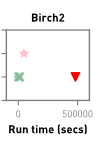 Birch2
0
500000
Run time (secs)